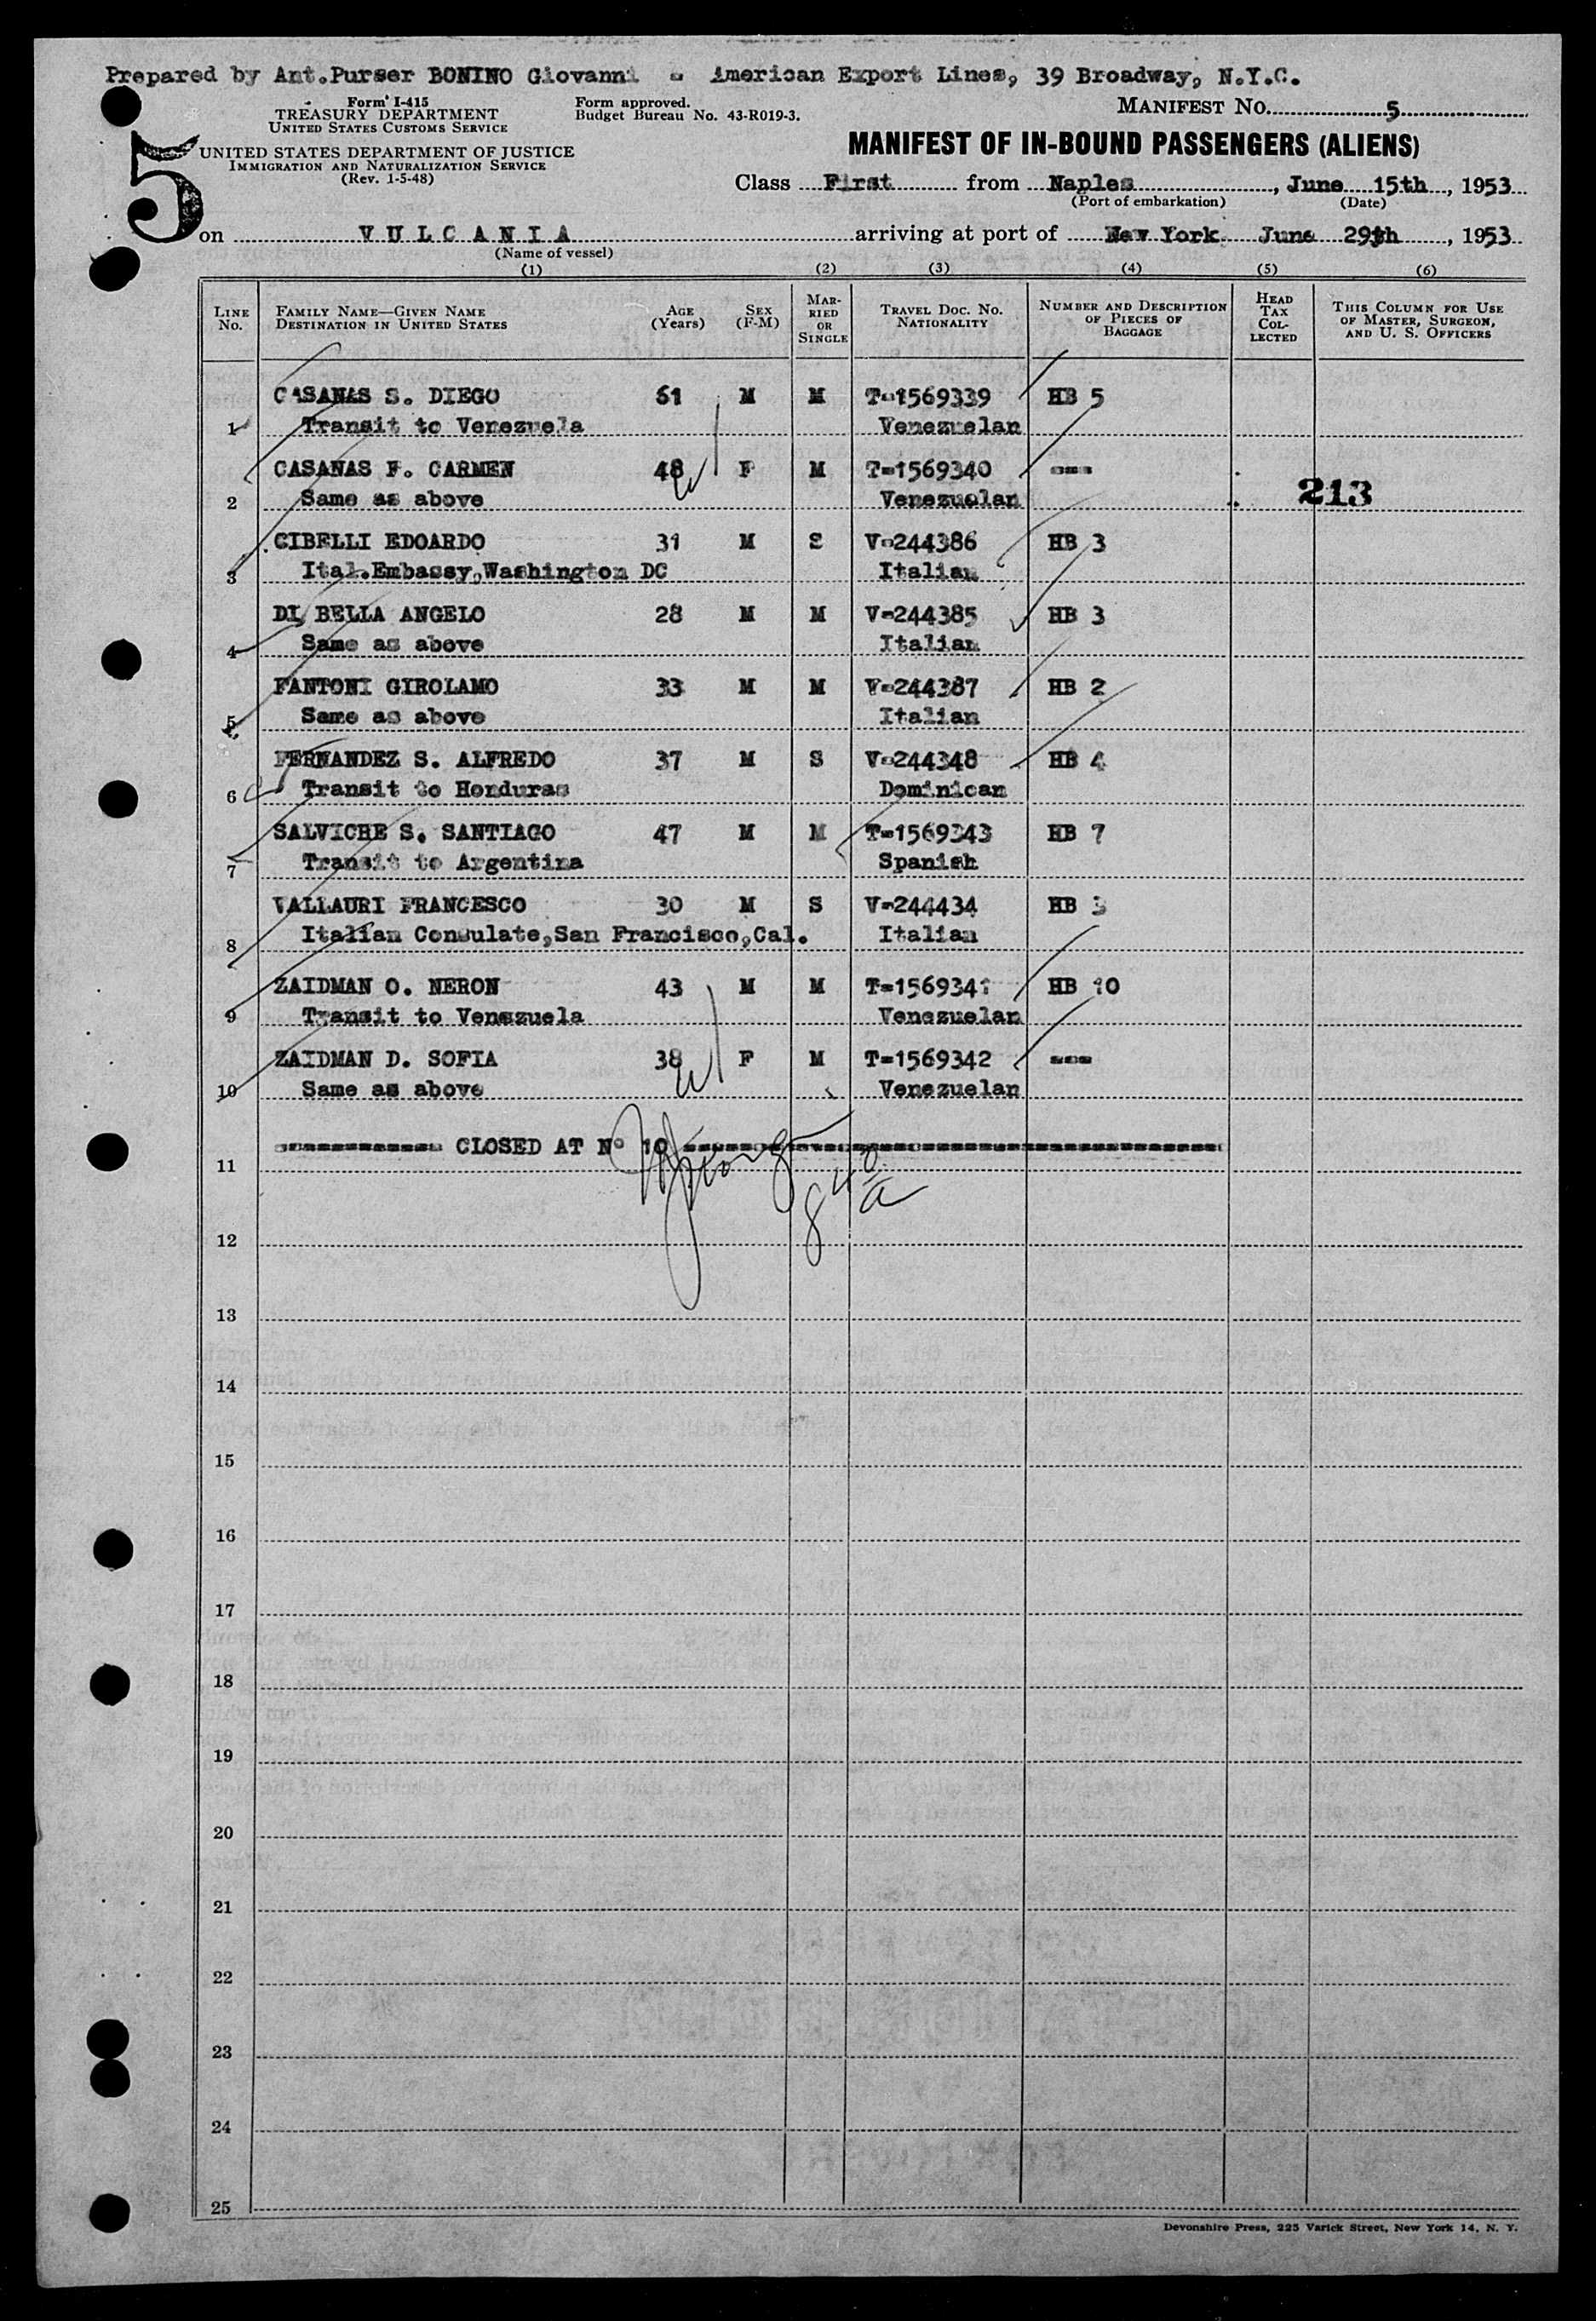 Prepared by Ant.Purser BONINO Giovanni - American Export Lines, 39 Broadway, N.Y.C.
Form I-415
TREASURY DEPARTMENT
UNITED STATES CUSTOMS SERVICE
Form approved.
Budget Bureau No. 43-R019-3.
MANIFEST No. 5
5
UNITED STATES DEPARTMENT OF JUSTICE
IMMIGRATION AND NATURALIZATION SERVICE
(Rev. 1-5-48)
MANIFEST OF IN-BOUND PASSENGERS (ALIENS)
Class First from Naples, June 15th, 1953
(Port of embarkation) (Date)
on VULCANIA arriving at port of New York June 29th, 1953
(Name of vessel)
(1) (2) (3) (4) (5) (6)
LINE No. FAMILY NAME—GIVEN NAME DESTINATION IN UNITED STATES AGE (Years) SEX (F-M) MARRIED OR SINGLE TRAVEL DOC. NO. NATIONALITY NUMBER AND DESCRIPTION OF PIECES OF BAGGAGE HEAD TAX COLLECTED THIS COLUMN FOR USE OF MASTER, SURGEON, AND U. S. OFFICERS
CASANAS S. DIEGO 61 M M T-1569339 HB 5
1 Transit to Venezuela Venezuelan
CASANAS F. CARMEN 48 F M T-1569340 ---
213
2 Same as above Venezuelan
CIBELLI EDOARDO 31 M S V-244386 HB 3
3 Ital.Embassy,Washington DC Italian
DI BELLA ANGELO 28 M M V-244385 HB 3
4 Same as above Italian
FANTONI GIROLAMO 33 M M V-244387 HB 2
5 Same as above Italian
FERNANDEZ S. ALFREDO 37 M S V-244348 HB 4
6 Transit to Honduras Dominican
SALVICHE S. SANTIAGO 47 M M T-1569343 HB 7
7 Transit to Argentina Spanish
VALLAURI FRANCESCO 30 M S V-244434 HB 3
8 Italian Consulate,San Francisco,Cal. Italian
ZAIDMAN O. NERON 43 M M T-1569341 HB 10
9 Transit to Venezuela Venezuelan
ZAIDMAN D. SOFIA 38 F M T-1569342 ---
10 Same as above Venezuelan
CLOSED AT No 10
11
12
13
14
15
16
17
18
19
20
21
22
23
24
25
Devonshire Press, 225 Varick Street, New York 14, N. Y.